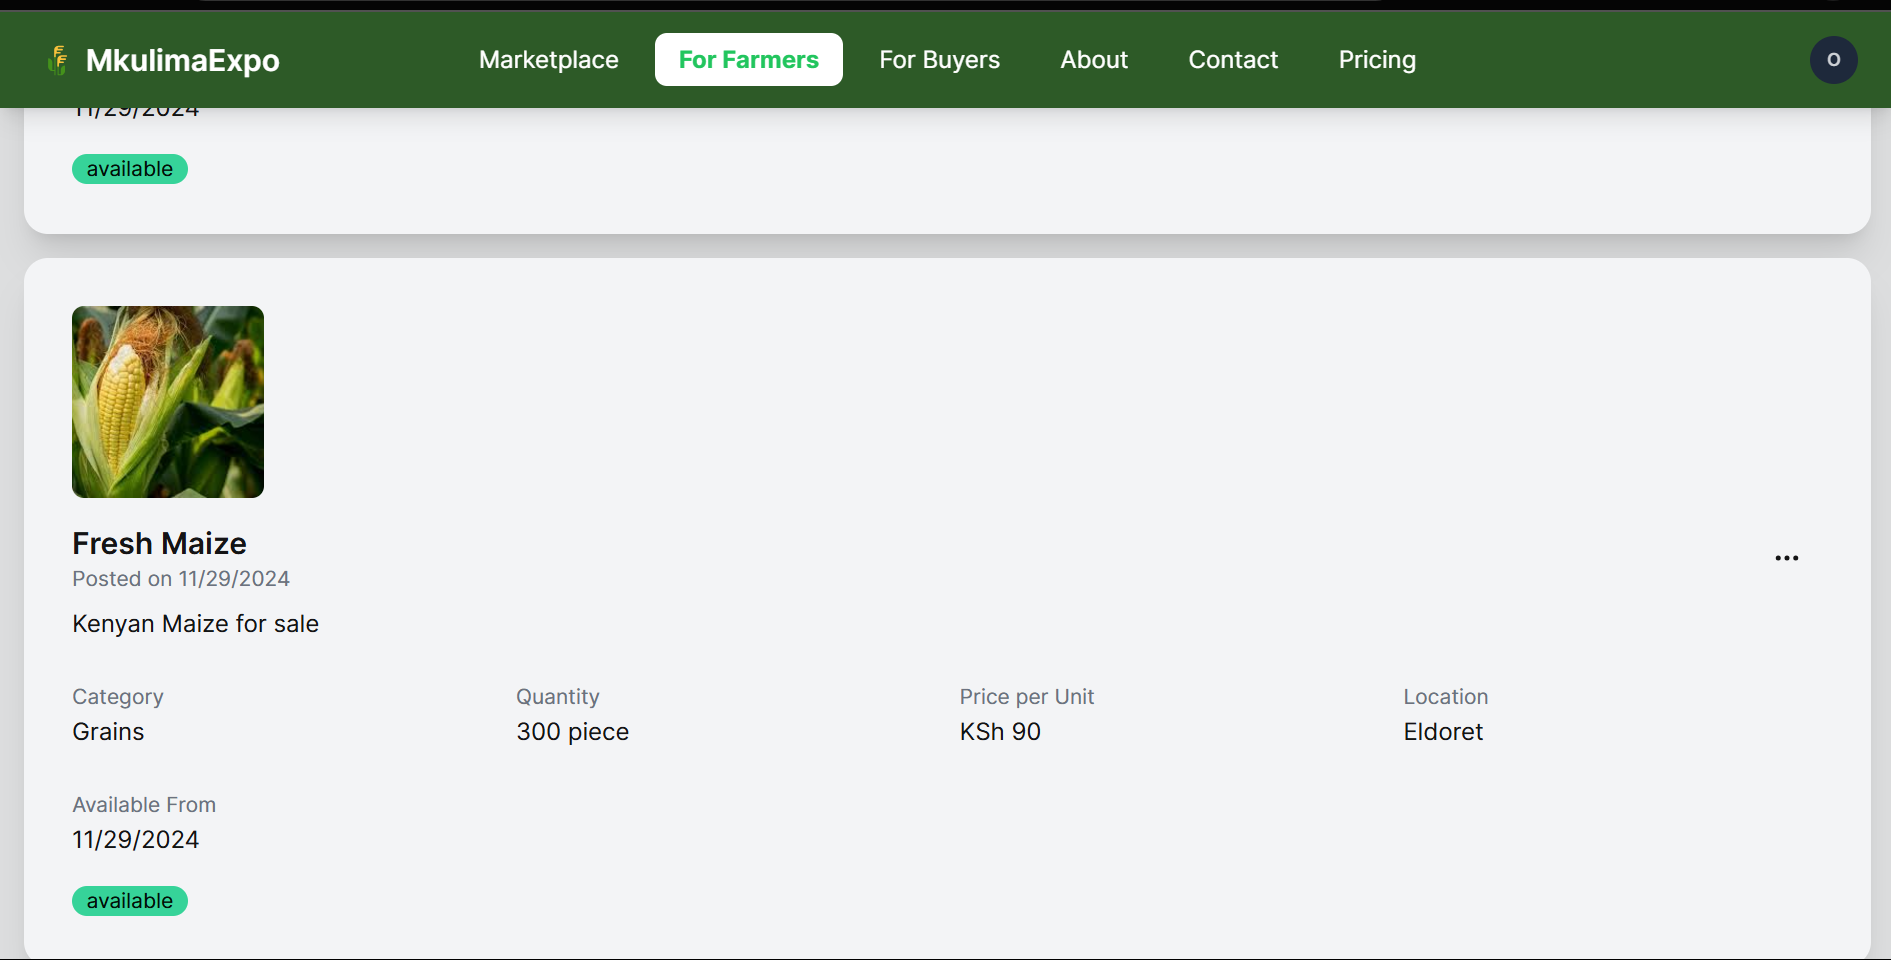 MkulimaExpo
Marketplace
For Farmers
For Buyers
About
Contact
Pricing
O
11/29/2024
available
Fresh Maize
Posted on 11/29/2024
Kenyan Maize for sale
Category
Grains
Quantity
300 piece
Price per Unit
KSh 90
Location
Eldoret
Available From
11/29/2024
available